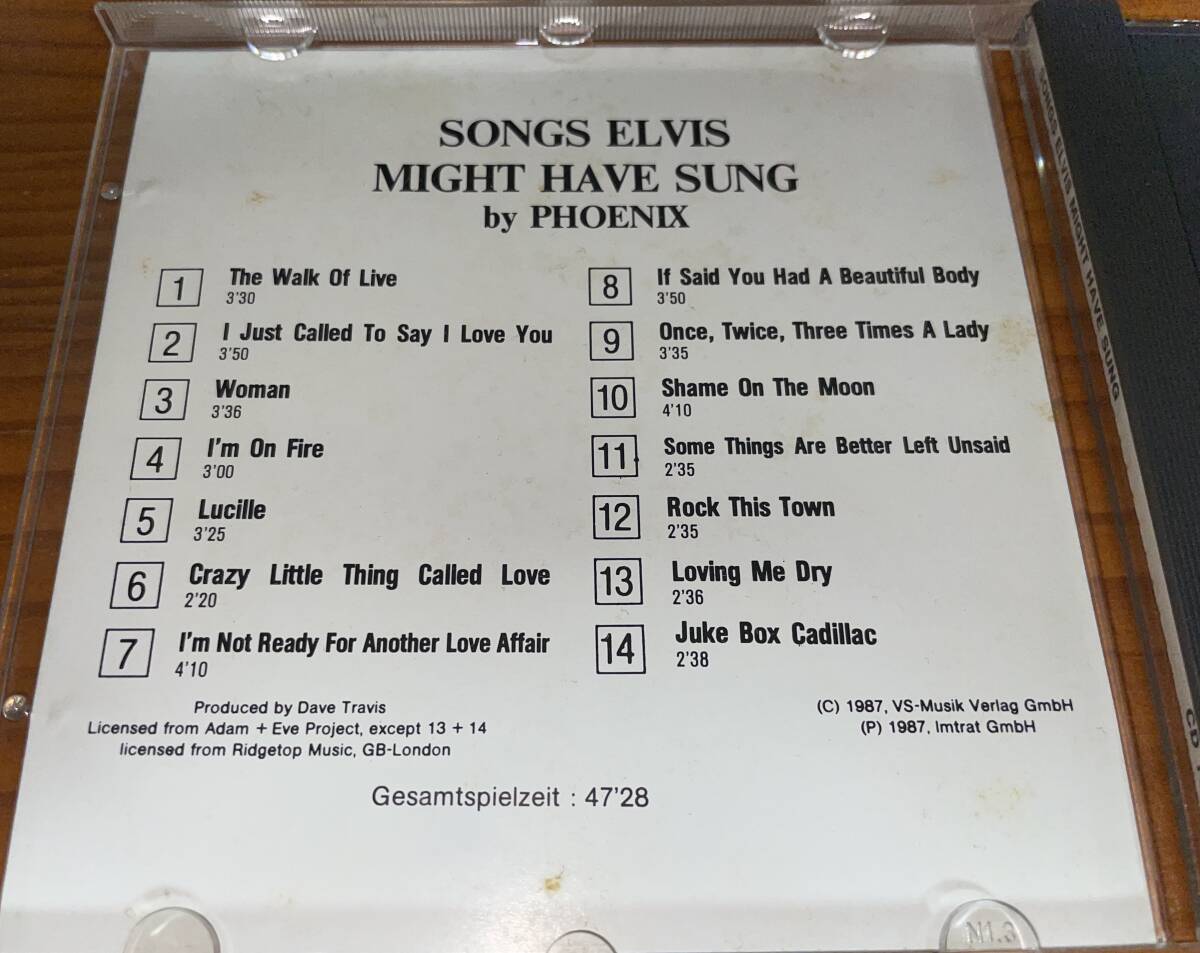 SONGS ELVIS
MIGHT HAVE SUNG
by PHOENIX
1 The Walk Of Live
3'30
2 I Just Called To Say I Love You
3'50
3 Woman
3'36
4 I'm On Fire
3'00
5 Lucille
3'25
6 Crazy Little Thing Called Love
2'20
7 I'm Not Ready For Another Love Affair
4'10
8 If Said You Had A Beautiful Body
3'50
9 Once, Twice, Three Times A Lady
3'35
10 Shame On The Moon
4'10
11 Some Things Are Better Left Unsaid
2'35
12 Rock This Town
2'35
13 Loving Me Dry
2'36
14 Juke Box Cadillac
2'38
Produced by Dave Travis
Licensed from Adam + Eve Project, except 13 + 14
licensed from Ridgetop Music, GB-London
(C) 1987, VS-Musik Verlag GmbH
(P) 1987, Imtrat GmbH
Gesamtspielzeit : 47'28
SONGS ELVIS MIGHT HAVE SUNG
CD
N1.3